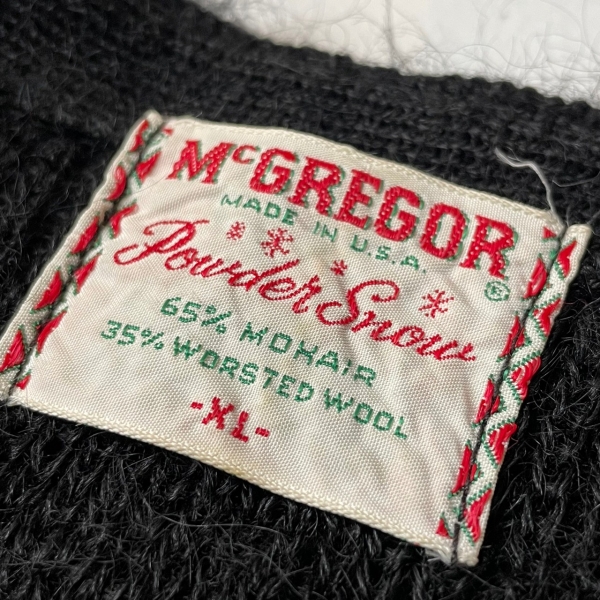 McGREGOR®
MADE IN U.S.A.
Powder Snow
65% MOHAIR
35% WORSTED WOOL
-XL-